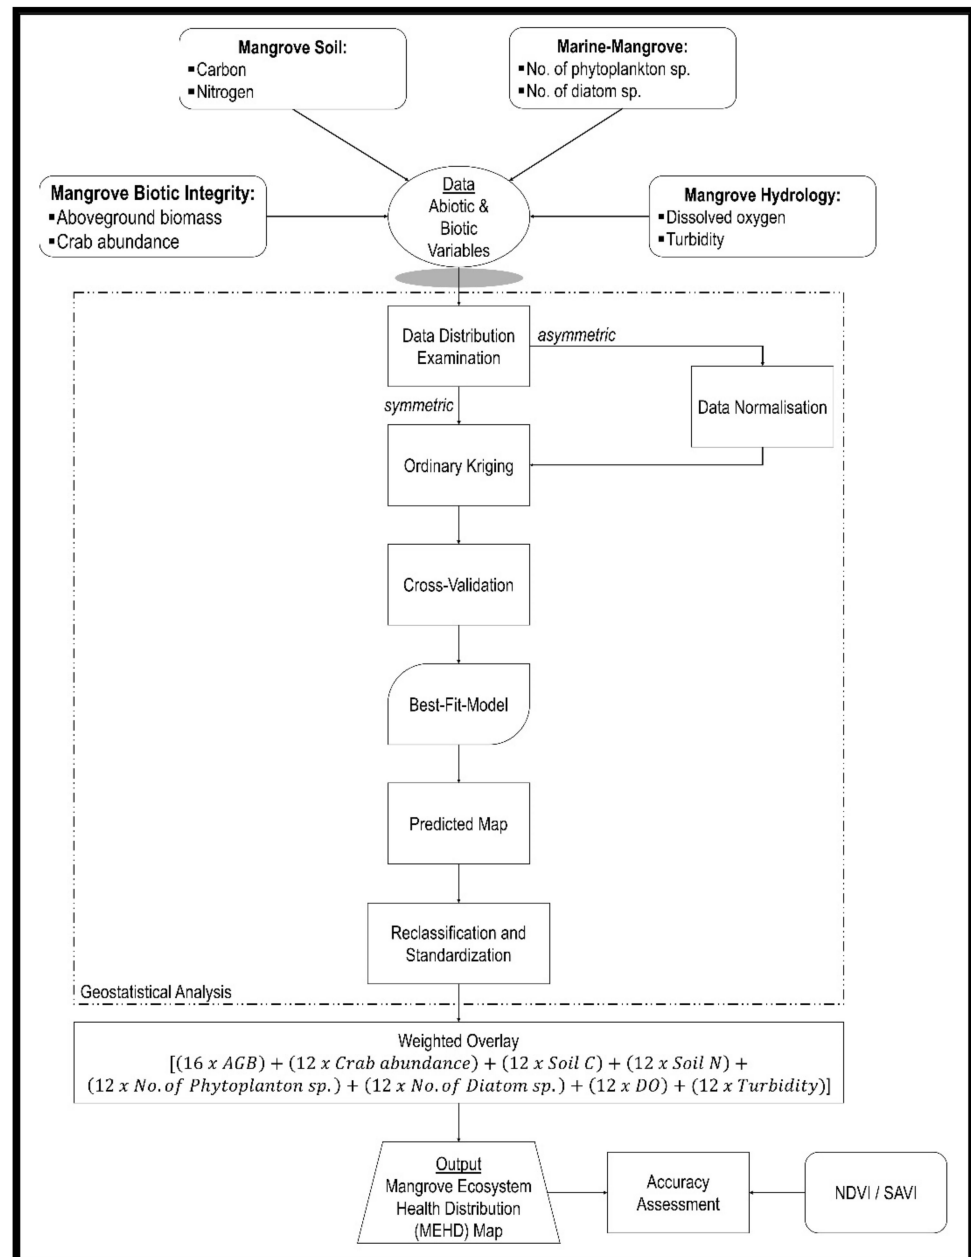 Mangrove Soil:
▪Carbon
▪Nitrogen
Marine-Mangrove:
▪No. of phytoplankton sp.
▪No. of diatom sp.
Mangrove Biotic Integrity:
▪Aboveground biomass
▪Crab abundance
Data
Abiotic &
Biotic
Variables
Mangrove Hydrology:
▪Dissolved oxygen
▪Turbidity
Data Distribution
Examination
asymmetric
symmetric
Data Normalisation
Ordinary Kriging
Cross-Validation
Best-Fit-Model
Predicted Map
Reclassification and
Standardization
Geostatistical Analysis
Weighted Overlay
[(16 x AGB) + (12 x Crab abundance) + (12 x Soil C) + (12 x Soil N) +
(12 x No. of Phytoplanton sp.) + (12 x No. of Diatom sp.) + (12 x DO) + (12 x Turbidity)]
Output
Mangrove Ecosystem
Health Distribution
(MEHD) Map
Accuracy
Assessment
NDVI / SAVI